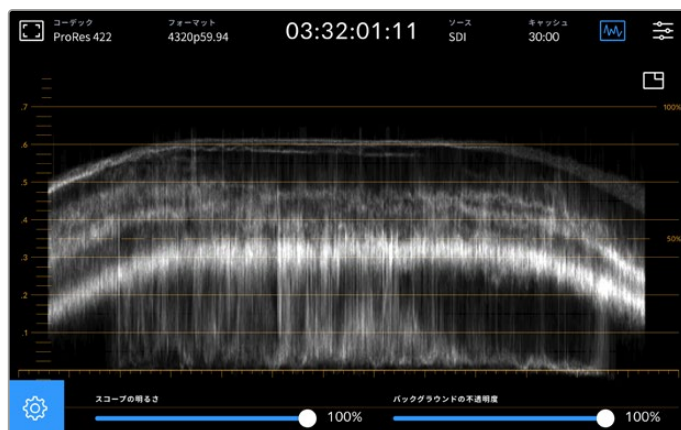 コーデック
ProRes 422
フォーマット
4320p59.94
03:32:01:11
ソース
SDI
キャッシュ
30:00
.7
100%
.6
.5
.4
50%
.3
.2
.1
スコープの明るさ
100%
バックグラウンドの不透明度
100%